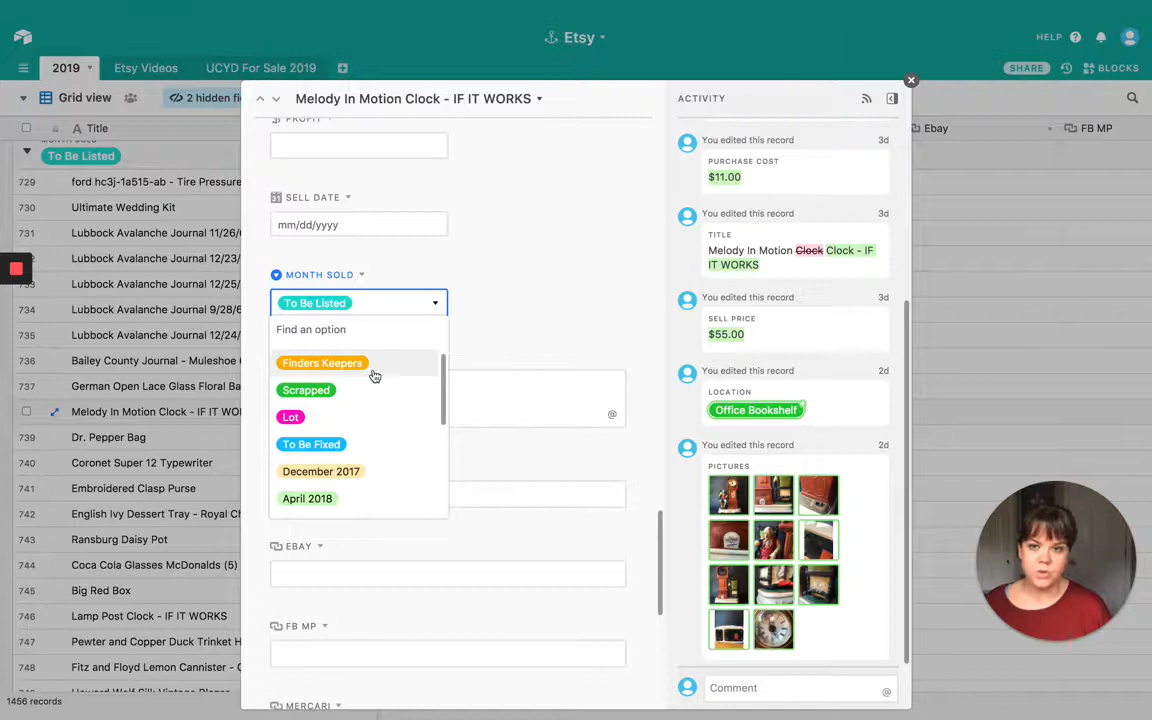 Etsy
HELP
2019
Etsy Videos
UCYD For Sale 2019
SHARE
BLOCKS
Grid view
2 hidden fi
Melody In Motion Clock - IF IT WORKS
ACTIVITY
Title
Ebay
FB MP
To Be Listed
729 ford hc3j-1a515-ab - Tire Pressure
730 Ultimate Wedding Kit
731 Lubbock Avalanche Journal 11/26/6
Lubbock Avalanche Journal 12/23/
Lubbock Avalanche Journal 12/25/
734 Lubbock Avalanche Journal 9/28/6
735 Lubbock Avalanche Journal 12/24/
736 Bailey County Journal - Muleshoe
737 German Open Lace Glass Floral Ba
Melody In Motion Clock - IF IT WO
739 Dr. Pepper Bag
740 Coronet Super 12 Typewriter
741 Embroidered Clasp Purse
742 English Ivy Dessert Tray - Royal Ch
743 Ransburg Daisy Pot
744 Coca Cola Glasses McDonalds (5)
745 Big Red Box
746 Lamp Post Clock - IF IT WORKS
747 Pewter and Copper Duck Trinket H
748 Fitz and Floyd Lemon Cannister -
Howard Wolf Silk Vintage Blazer
1456 records
PROFIT
SELL DATE
31
mm/dd/yyyy
MONTH SOLD
To Be Listed
Find an option
Finders Keepers
Scrapped
Lot
To Be Fixed
December 2017
April 2018
@
EBAY
FB MP
MERCARI
You edited this record 3d
PURCHASE COST
$11.00
You edited this record 3d
TITLE
Melody In Motion Clock Clock - IF
IT WORKS
You edited this record 3d
SELL PRICE
$55.00
You edited this record 2d
LOCATION
Office Bookshelf
You edited this record 2d
PICTURES
Comment
@